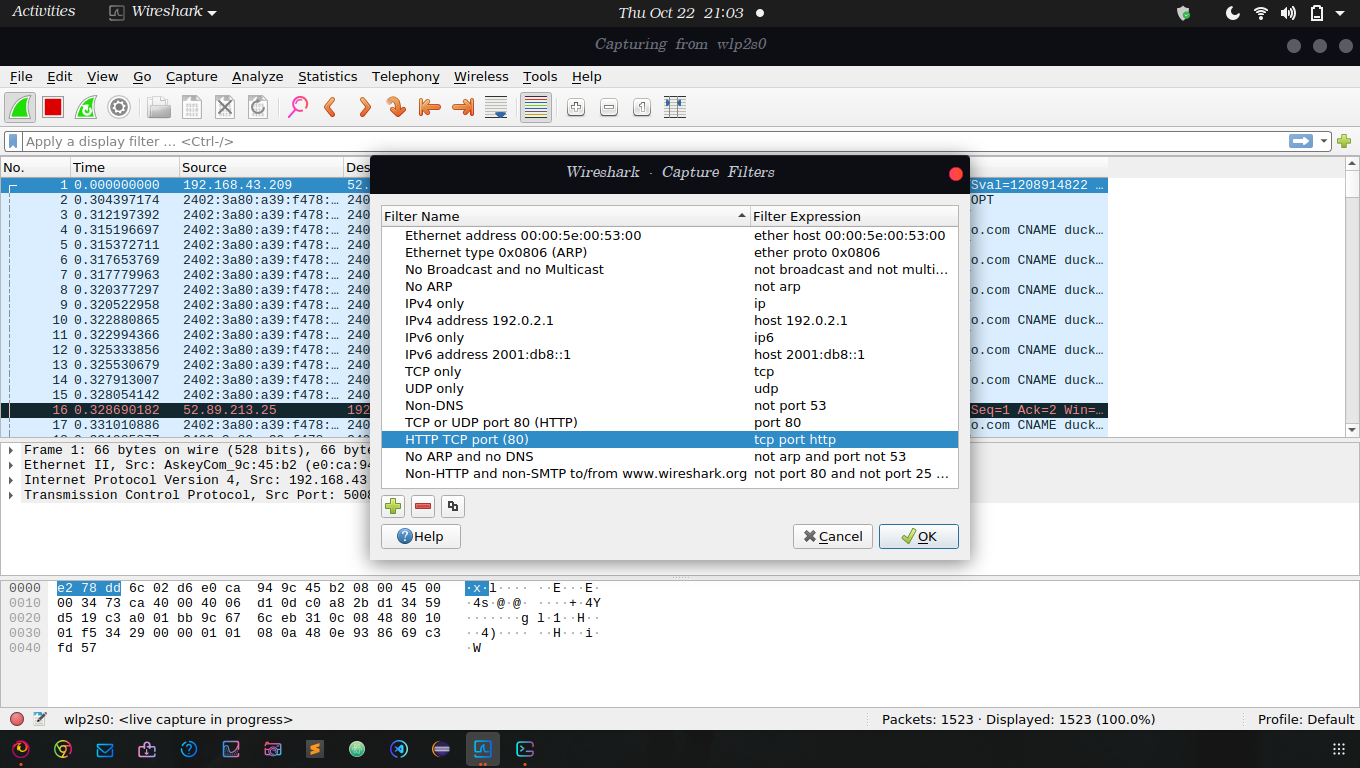 Activities Wireshark Thu Oct 22 21:03
Capturing from wlp2s0
File Edit View Go Capture Analyze Statistics Telephony Wireless Tools Help
Apply a display filter … <Ctrl-/>
No. Time Source Des
1 0.000000000 192.168.43.209 52. Sval=1208914822 …
2 0.304397174 2402:3a80:a39:f478:… 240 OPT
3 0.312197392 2402:3a80:a39:f478:… 240
4 0.315196697 2402:3a80:a39:f478:… 240 o.com CNAME duck…
5 0.315372711 2402:3a80:a39:f478:… 240
6 0.317653769 2402:3a80:a39:f478:… 240 o.com CNAME duck…
7 0.317779963 2402:3a80:a39:f478:… 240
8 0.320377297 2402:3a80:a39:f478:… 240 o.com CNAME duck…
9 0.320522958 2402:3a80:a39:f478:… 240
10 0.322880865 2402:3a80:a39:f478:… 240 o.com CNAME duck…
11 0.322994366 2402:3a80:a39:f478:… 240
12 0.325333856 2402:3a80:a39:f478:… 240 o.com CNAME duck…
13 0.325530679 2402:3a80:a39:f478:… 240
14 0.327913007 2402:3a80:a39:f478:… 240 o.com CNAME duck…
15 0.328054142 2402:3a80:a39:f478:… 240
16 0.328690182 52.89.213.25 192 Seq=1 Ack=2 Win=…
17 0.331010886 2402:3a80:a39:f478:… 240 o.com CNAME duck…
Wireshark · Capture Filters
Filter Name Filter Expression
Ethernet address 00:00:5e:00:53:00 ether host 00:00:5e:00:53:00
Ethernet type 0x0806 (ARP) ether proto 0x0806
No Broadcast and no Multicast not broadcast and not multi…
No ARP not arp
IPv4 only ip
IPv4 address 192.0.2.1 host 192.0.2.1
IPv6 only ip6
IPv6 address 2001:db8::1 host 2001:db8::1
TCP only tcp
UDP only udp
Non-DNS not port 53
TCP or UDP port 80 (HTTP) port 80
HTTP TCP port (80) tcp port http
No ARP and no DNS not arp and port not 53
Non-HTTP and non-SMTP to/from www.wireshark.org not port 80 and not port 25 …
Help Cancel OK
Frame 1: 66 bytes on wire (528 bits), 66 byte
Ethernet II, Src: AskeyCom_9c:45:b2 (e0:ca:94
Internet Protocol Version 4, Src: 192.168.43
Transmission Control Protocol, Src Port: 5008
0000 e2 78 dd 6c 02 d6 e0 ca 94 9c 45 b2 08 00 45 00 ·x·l···· ··E···E·
0010 00 34 73 ca 40 00 40 06 d1 0d c0 a8 2b d1 34 59 ·4s·@·@· ····+·4Y
0020 d5 19 c3 a0 01 bb 9c 67 6c eb 31 0c 08 48 80 10 ·······g l·1··H··
0030 01 f5 34 29 00 00 01 01 08 0a 48 0e 93 86 69 c3 ··4)···· ··H···i·
0040 fd 57 ·W
wlp2s0: <live capture in progress> Packets: 1523 · Displayed: 1523 (100.0%) Profile: Default